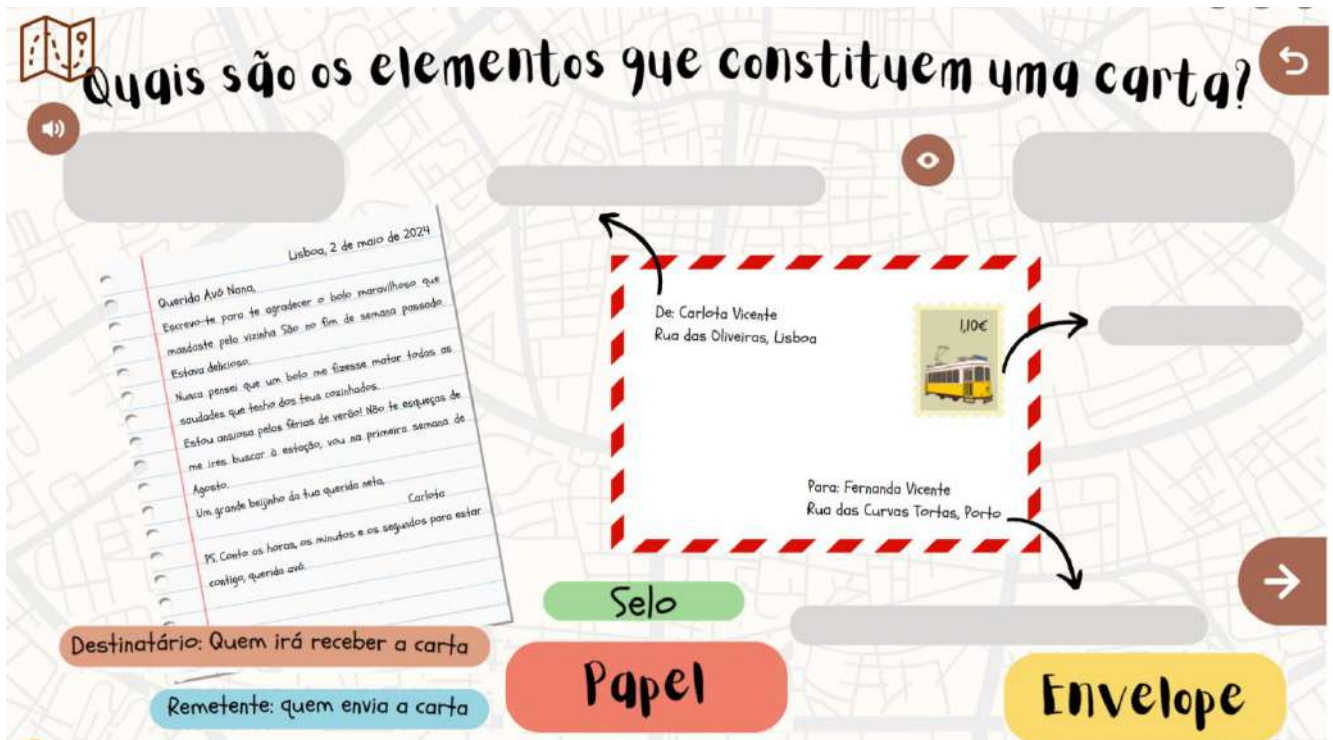 Quais são os elementos que constituem uma carta?
Lisboa, 2 de maio de 2024
Querida Avó Nana,
Escrevo-te para te agradecer o bolo maravilhoso que
mandaste pela vizinha São no fim de semana passado.
Estava delicioso.
Nunca pensei que um bolo me fizesse matar todas as
saudades que tenho dos teus cozinhados.
Estou ansiosa pelas férias de verão! Não te esqueças de
me ires buscar à estação, vou na primeira semana de
Agosto.
Um grande beijinho da tua querida neta,
Carlota
PS. Conto as horas, os minutos e os segundos para estar
contigo, querida avó.
De: Carlota Vicente
Rua das Oliveiras, Lisboa
1,10€
Para: Fernanda Vicente
Rua das Curvas Tortas, Porto
Selo
Destinatário: Quem irá receber a carta
Remetente: quem envia a carta
Papel
Envelope